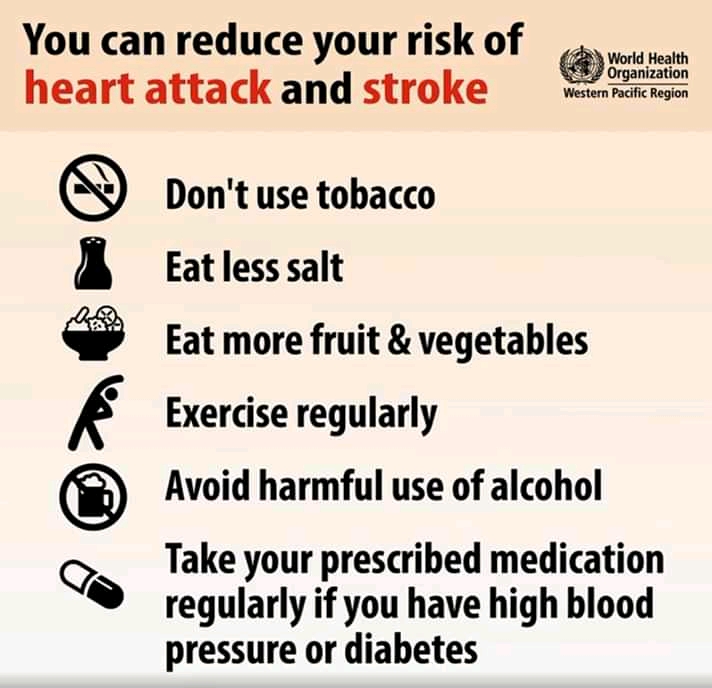 You can reduce your risk of
heart attack and stroke
World Health
Organization
Western Pacific Region
Don't use tobacco
Eat less salt
Eat more fruit & vegetables
Exercise regularly
Avoid harmful use of alcohol
Take your prescribed medication
regularly if you have high blood
pressure or diabetes